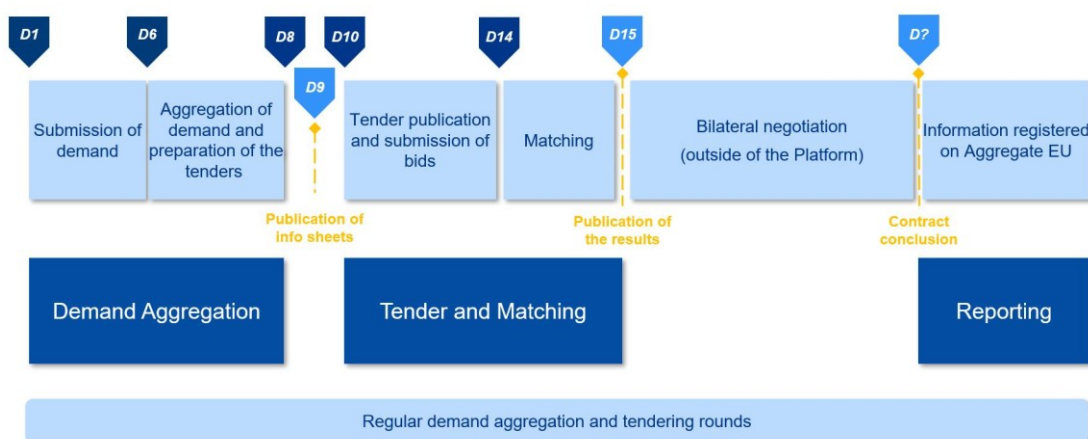 D1
D6
D8
D9
D10
D14
D15
D?
Submission of
demand
Aggregation of
demand and
preparation of the
tenders
Tender publication
and submission of
bids
Matching
Bilateral negotiation
(outside of the Platform)
Information registered
on Aggregate EU
Publication of
info sheets
Publication of
the results
Contract
conclusion
Demand Aggregation
Tender and Matching
Reporting
Regular demand aggregation and tendering rounds